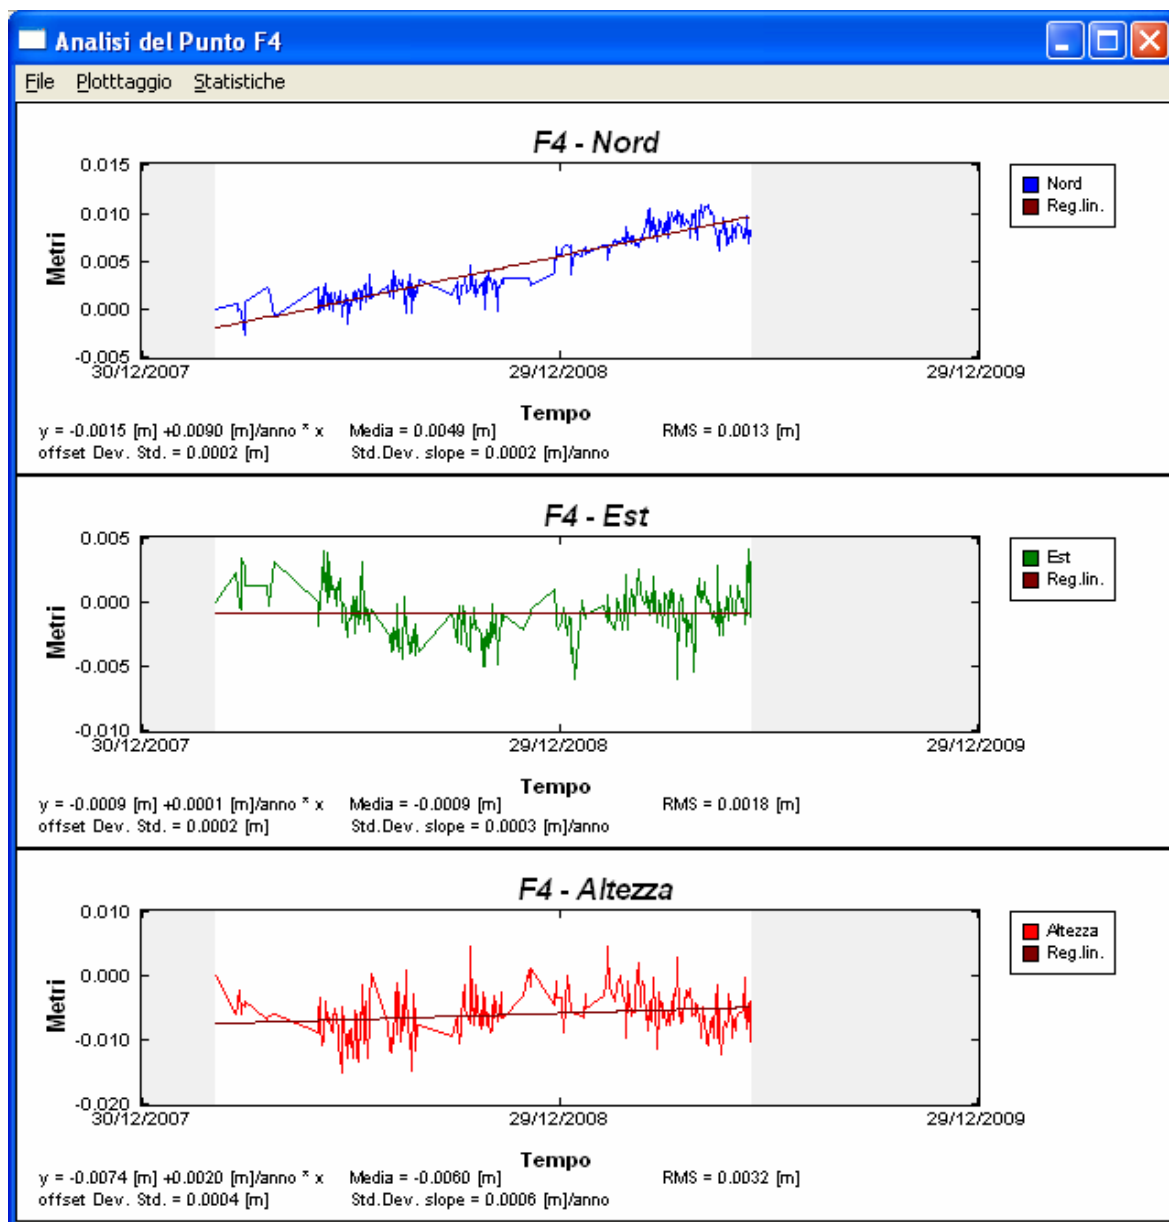 Analisi del Punto F4
File Plotttaggio Statistiche
F4 - Nord
0.015
0.010
0.005
0.000
-0.005
Metri
30/12/2007 29/12/2008 29/12/2009
Tempo
Nord
Reg.lin.
y = -0.0015 [m] +0.0090 [m]/anno * x Media = 0.0049 [m] RMS = 0.0013 [m]
offset Dev. Std. = 0.0002 [m] Std.Dev. slope = 0.0002 [m]/anno
F4 - Est
0.005
0.000
-0.005
-0.010
Metri
30/12/2007 29/12/2008 29/12/2009
Tempo
Est
Reg.lin.
y = -0.0009 [m] +0.0001 [m]/anno * x Media = -0.0009 [m] RMS = 0.0018 [m]
offset Dev. Std. = 0.0002 [m] Std.Dev. slope = 0.0003 [m]/anno
F4 - Altezza
0.010
0.000
-0.010
-0.020
Metri
30/12/2007 29/12/2008 29/12/2009
Tempo
Altezza
Reg.lin.
y = -0.0074 [m] +0.0020 [m]/anno * x Media = -0.0060 [m] RMS = 0.0032 [m]
offset Dev. Std. = 0.0004 [m] Std.Dev. slope = 0.0006 [m]/anno